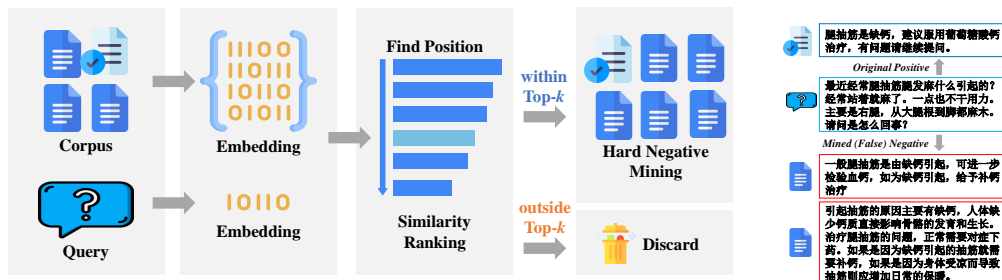 Corpus
Query
11100
110111
10110
01011
Embedding
10110
Embedding
Find Position
Similarity
Ranking
within
Top-k
outside
Top-k
Hard Negative
Mining
Discard
腿抽筋是缺钙，建议服用葡萄糖酸钙
治疗，有问题请继续提问。
Original Positive
最近经常腿抽筋腿发麻什么引起的？
经常站着就麻了。一点也不干用力。
主要是右腿，从大腿根到脚都麻木。
请问是怎么回事？
Mined (False) Negative
一般腿抽筋是由缺钙引起，可进一步
检验血钙，如为缺钙引起，给予补钙
治疗
引起抽筋的原因主要有缺钙，人体缺
少钙质直接影响骨骼的发育和生长。
治疗腿抽筋的问题，正常需要对症下
药。如果是因为缺钙引起的抽筋就需
要补钙，如果是因为身体受凉而导致
抽筋则应增加日常的保暖。